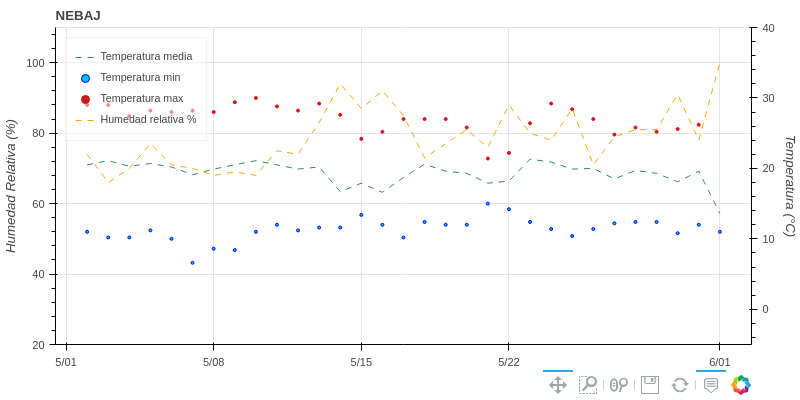 NEBAJ
Temperatura media
Temperatura min
Temperatura max
Humedad relativa %
Humedad Relativa (%)
100
80
60
40
20
40
30
20
10
0
Temperatura (°C)
5/01
5/08
5/15
5/22
6/01